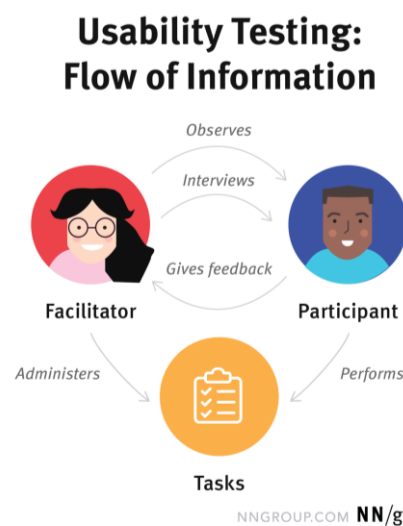 Usability Testing:
Flow of Information
Observes
Interviews
Gives feedback
Facilitator
Participant
Administers
Performs
Tasks
NNGROUP.COM NN/g